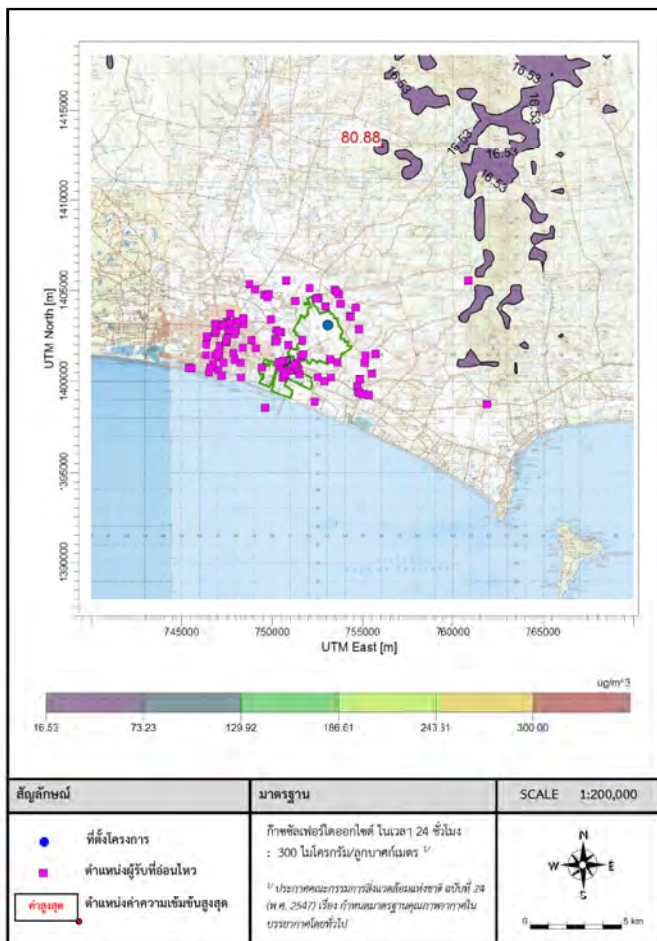 16.53
16.53
16.53
16.53
16.53
16.53
80.88
UTM North [m]
1415000
1410000
1405000
1400000
1395000
1390000
745000 750000 755000 760000 765000
UTM East [m]
ug/m^3
16.53 73.23 129.92 186.61 243.31 300.00
สัญลักษณ์
ที่ตั้งโครงการ
ตำแหน่งผู้รับที่อ่อนไหว
ค่าสูงสุด ตำแหน่งค่าความเข้มข้นสูงสุด
มาตรฐาน
ก๊าซซัลเฟอร์ไดออกไซด์ ในเวลา 24 ชั่วโมง
: 300 ไมโครกรัม/ลูกบาศก์เมตร 1/
1/ ประกาศคณะกรรมการสิ่งแวดล้อมแห่งชาติ ฉบับที่ 24
(พ.ศ. 2547) เรื่อง กำหนดมาตรฐานคุณภาพอากาศใน
บรรยากาศโดยทั่วไป
SCALE 1:200,000
N
W E
S
0 5 km